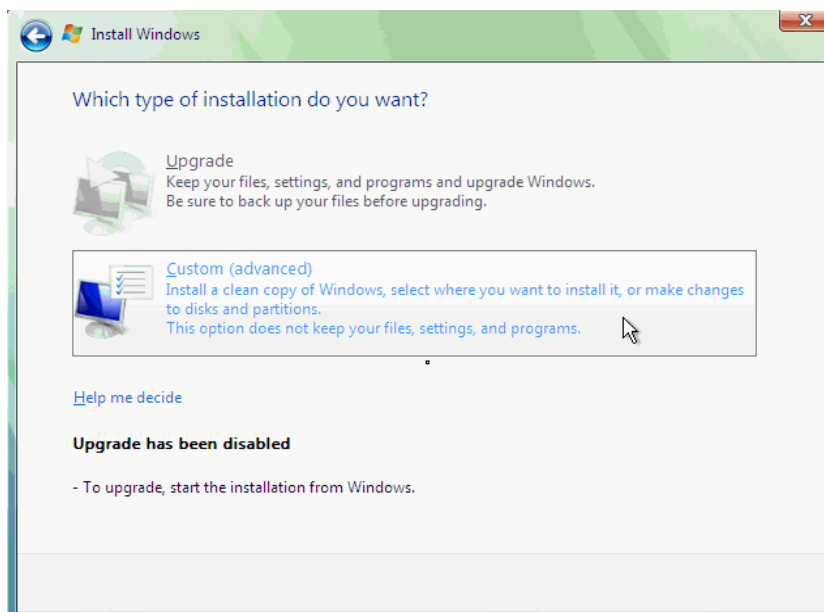 Install Windows
Which type of installation do you want?
Upgrade
Keep your files, settings, and programs and upgrade Windows.
Be sure to back up your files before upgrading.
Custom (advanced)
Install a clean copy of Windows, select where you want to install it, or make changes
to disks and partitions.
This option does not keep your files, settings, and programs.
Help me decide
Upgrade has been disabled
- To upgrade, start the installation from Windows.